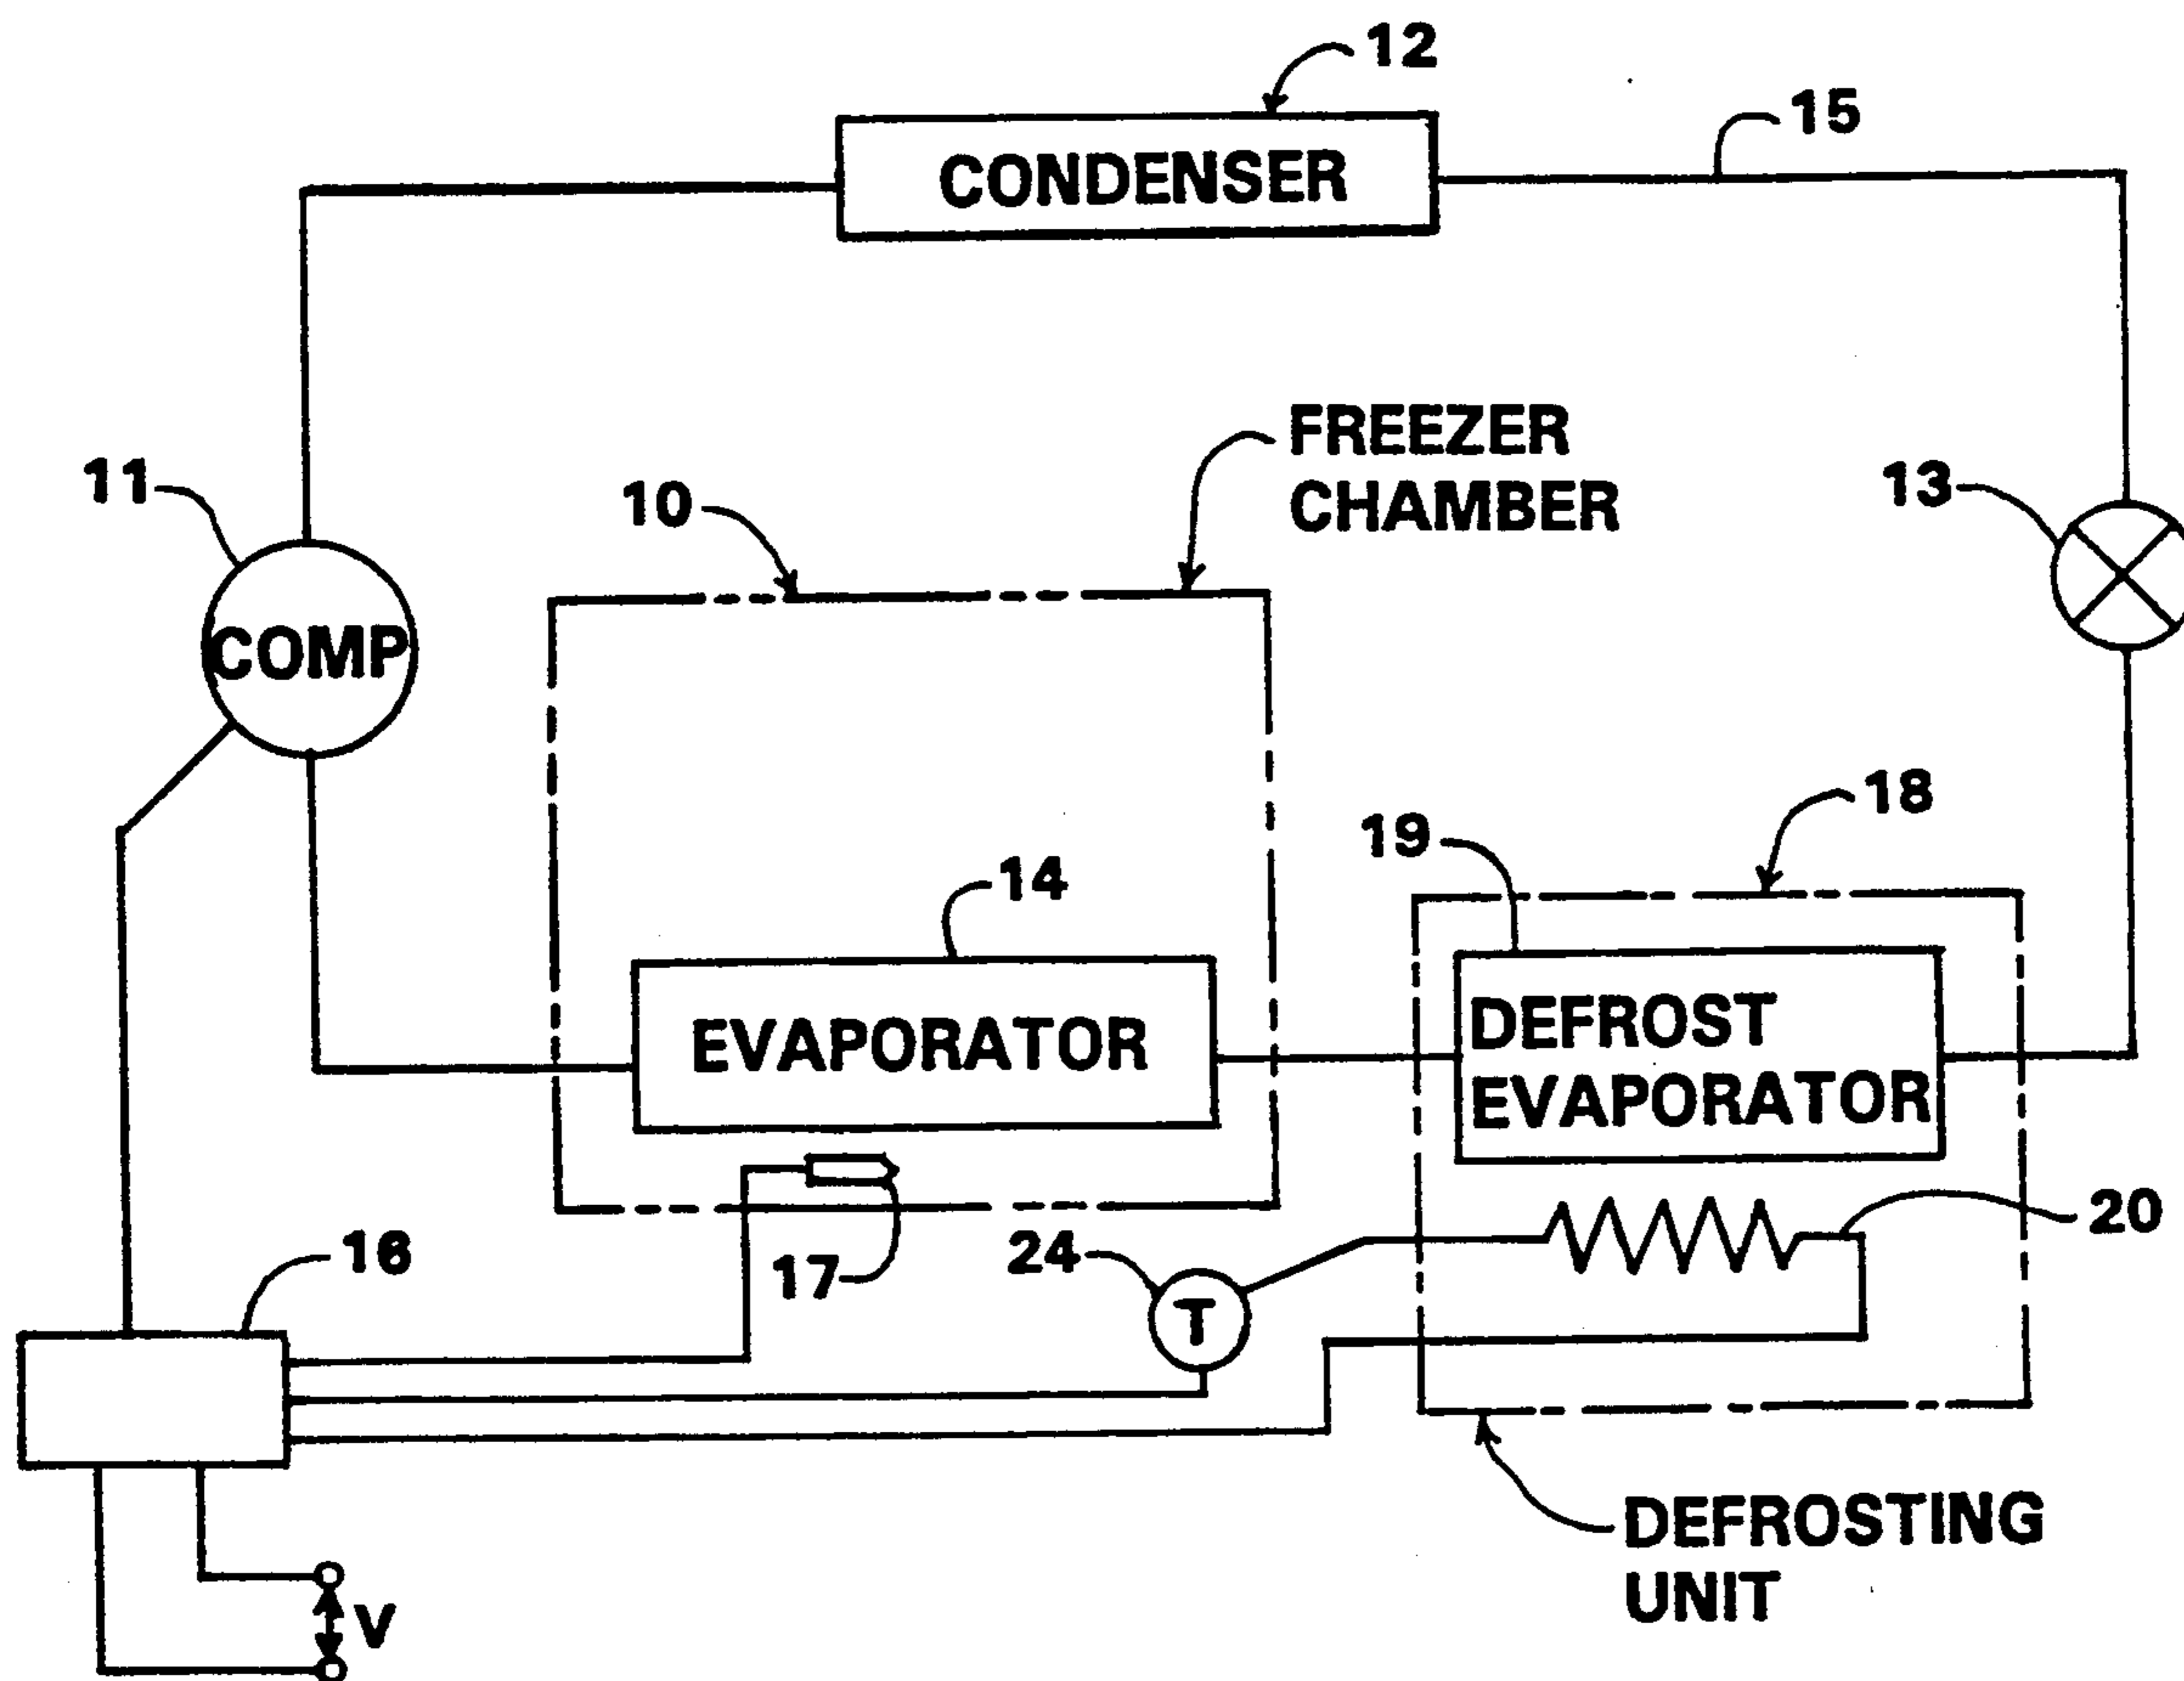 12
15
CONDENSER
FREEZER
CHAMBER
11
10
13
COMP
18
19
14
DEFROST
EVAPORATOR
EVAPORATOR
20
16
24
17
T
DEFROSTING
UNIT
V